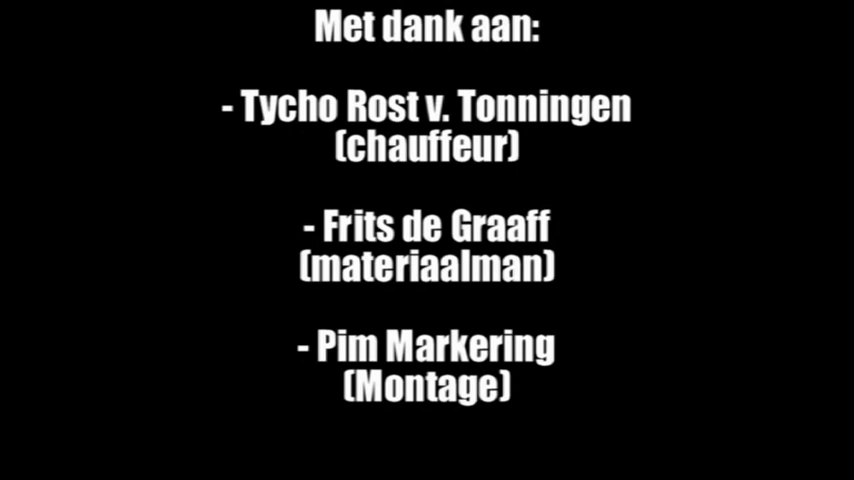 Met dank aan:
- Tycho Rost v. Tonningen
(chauffeur)
- Frits de Graaff
(materiaalman)
- Pim Markering
(Montage)